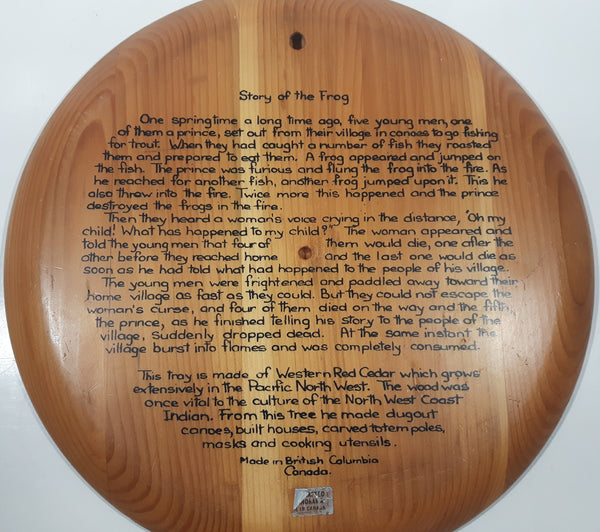 Story of the Frog
One springtime a long time ago, five young men, one
of them a prince, set out from their village in canoes to go fishing
for trout. When they had caught a number of fish they roasted
them and prepared to eat them. A frog appeared and jumped on
the fish. The prince was furious and flung the frog into the fire. As
he reached for another fish, another frog jumped upon it. This he
also threw into the fire. Twice more this happened and the prince
destroyed the frogs in the fire.
Then they heard a woman's voice crying in the distance, "Oh my
child! What has happened to my child?" The woman appeared and
told the young men that four of them would die, one after the
other before they reached home and the last one would die as
soon as he had told what had happened to the people of his village.
The young men were frightened and paddled away toward their
home village as fast as they could. But they could not escape the
woman's curse, and four of them died on the way and the fifth,
the prince, as he finished telling his story to the people of the
village, suddenly dropped dead. At the same instant the
village burst into flames and was completely consumed.
This tray is made of Western Red Cedar which grows
extensively in the Pacific North West. The wood was
once vital to the culture of the North West Coast
Indian. From this tree he made dugout
canoes, built houses, carved totem poles,
masks and cooking utensils.
Made in British Columbia
Canada.
IN CANADA